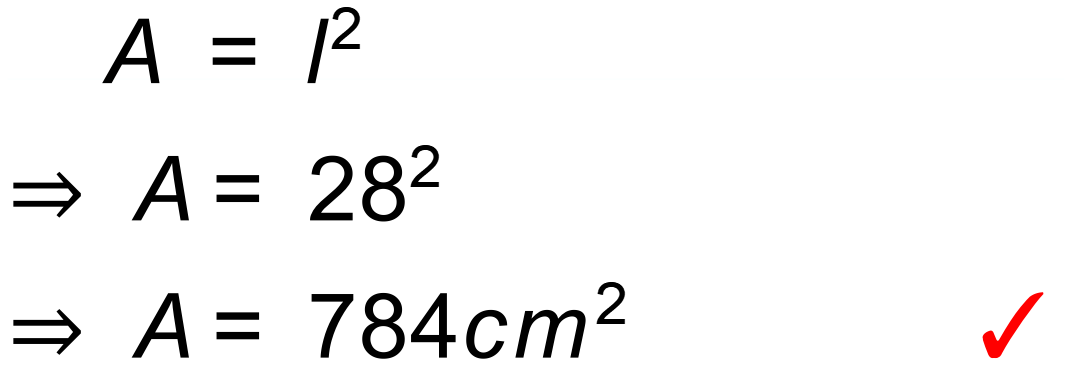 A = l²
⇒ A = 28²
⇒ A = 784cm² ✓